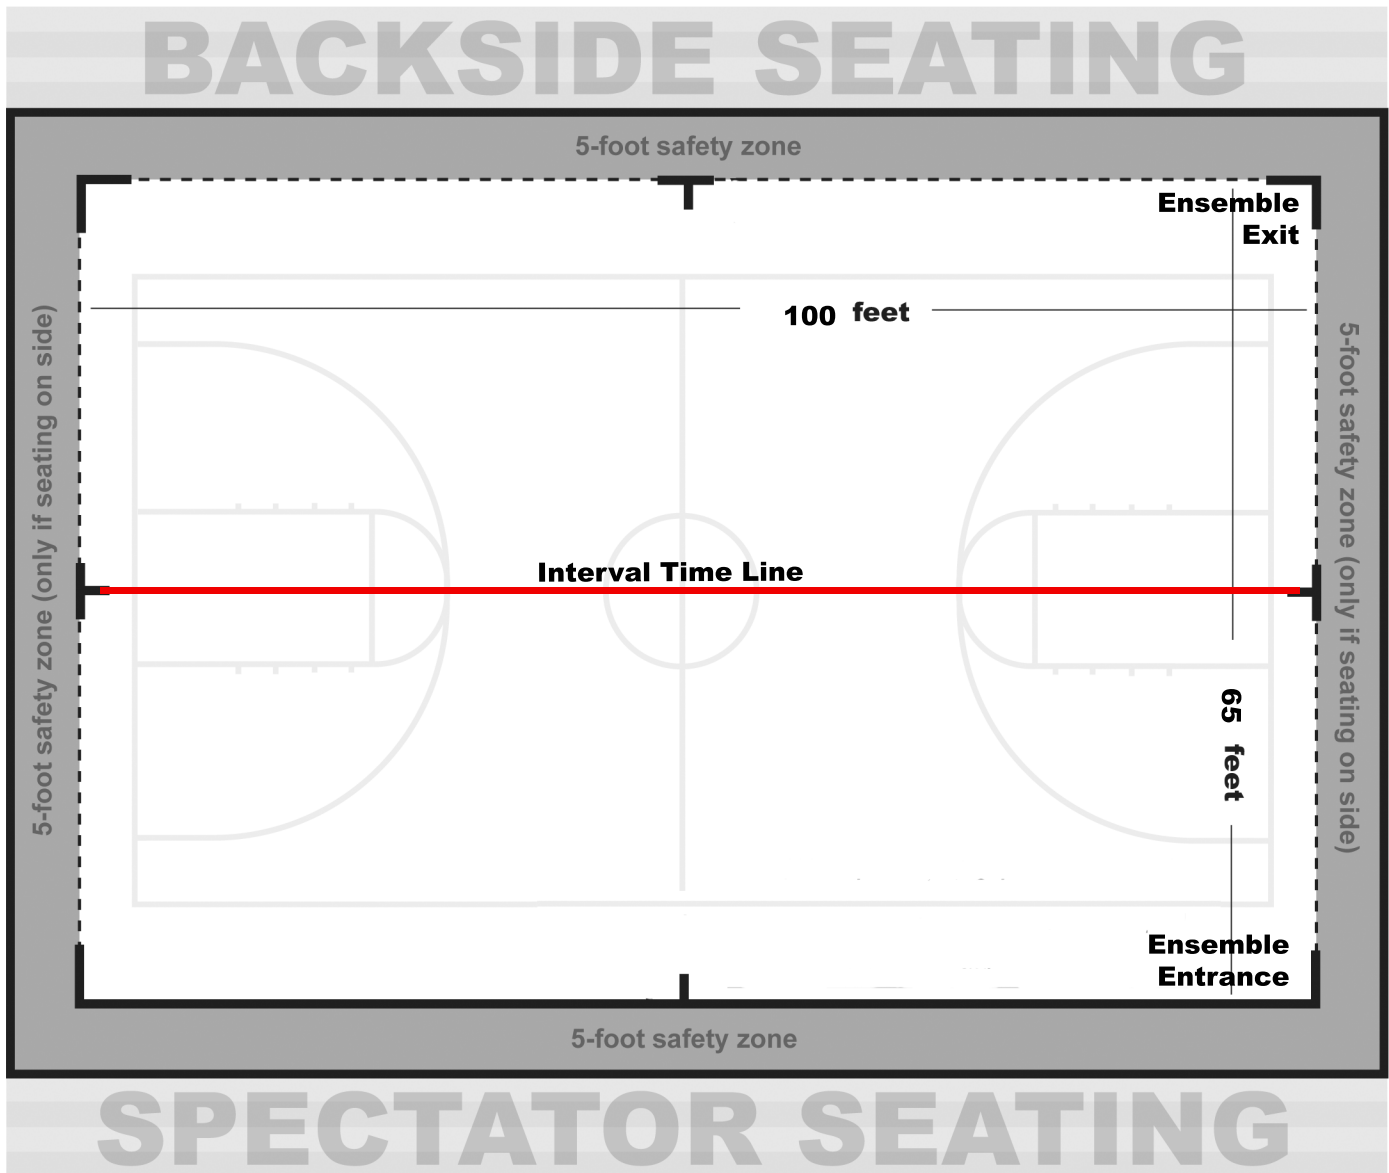 BACKSIDE SEATING
5-foot safety zone
Ensemble
Exit
100 feet
5-foot safety zone (only if seating on side)
5-foot safety zone (only if seating on side)
Interval Time Line
65 feet
Ensemble
Entrance
5-foot safety zone
SPECTATOR SEATING